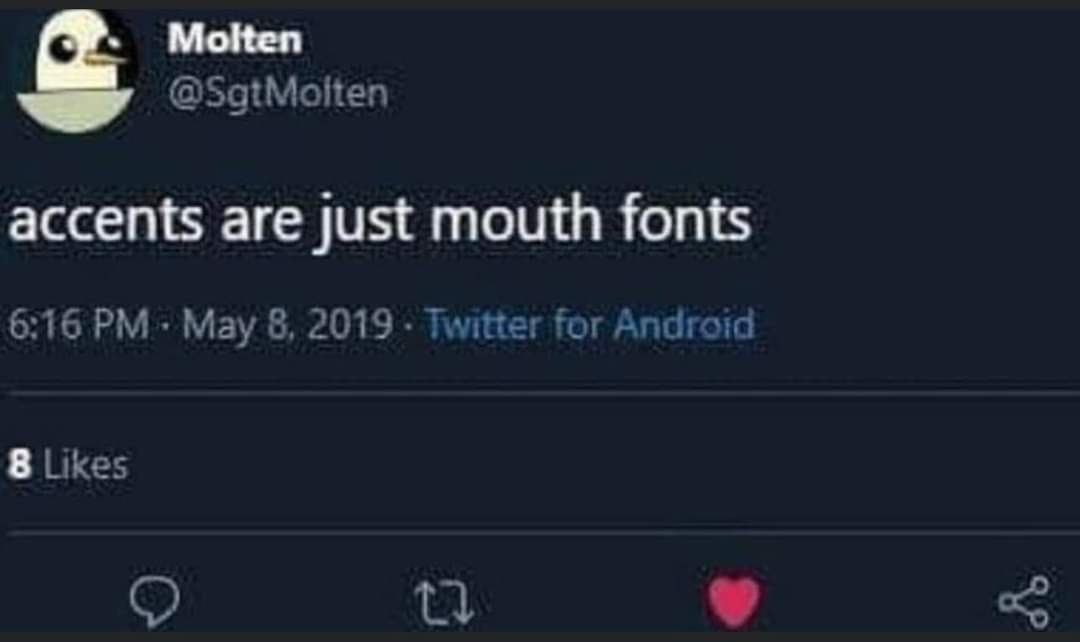 Molten
@SgtMolten
accents are just mouth fonts
6:16 PM · May 8, 2019 · Twitter for Android
8 Likes